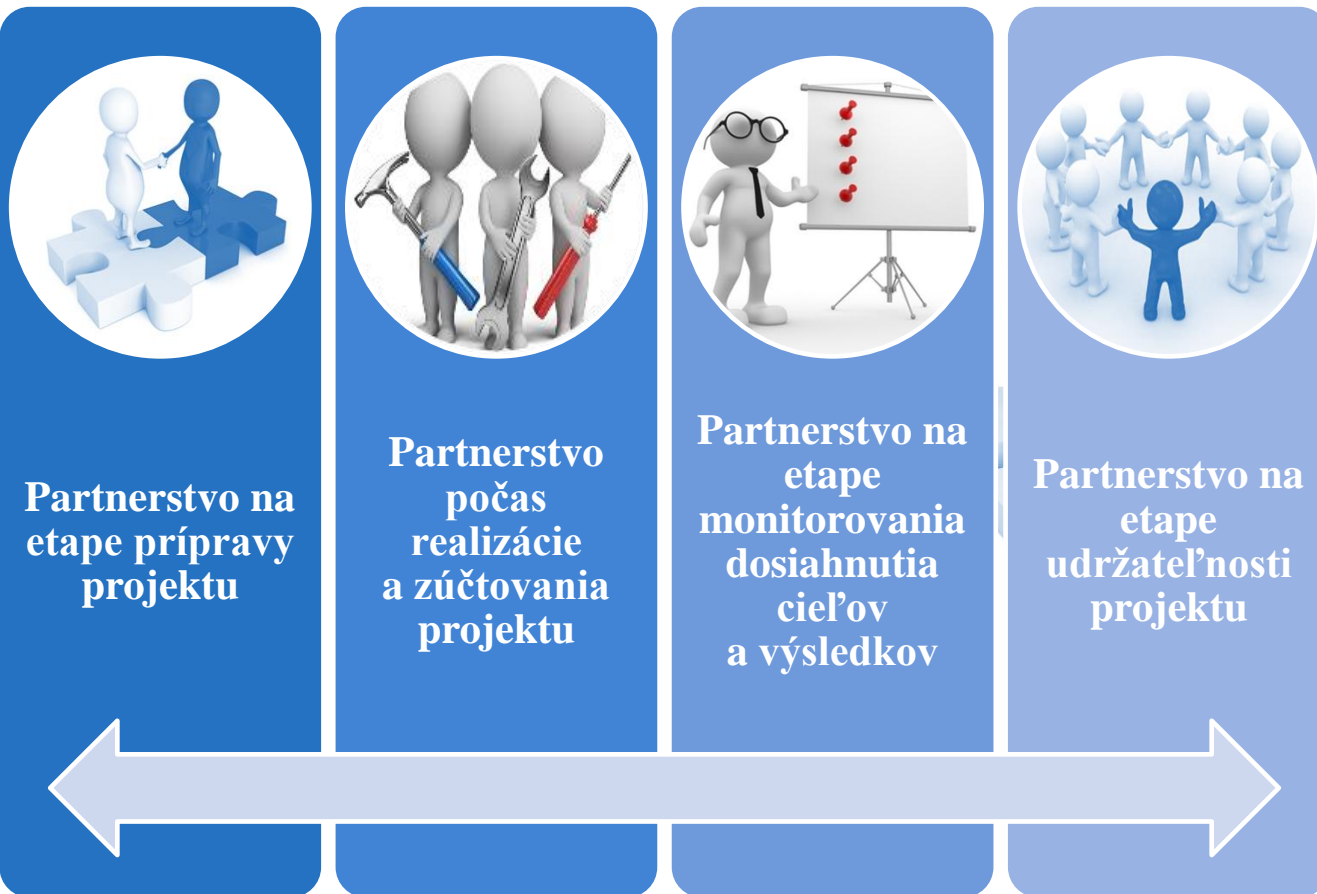 Partnerstvo na
etape prípravy
projektu
Partnerstvo
počas
realizácie
a zúčtovania
projektu
Partnerstvo na
etape
monitorovania
dosiahnutia
cieľov
a výsledkov
Partnerstvo na
etape
udržateľnosti
projektu